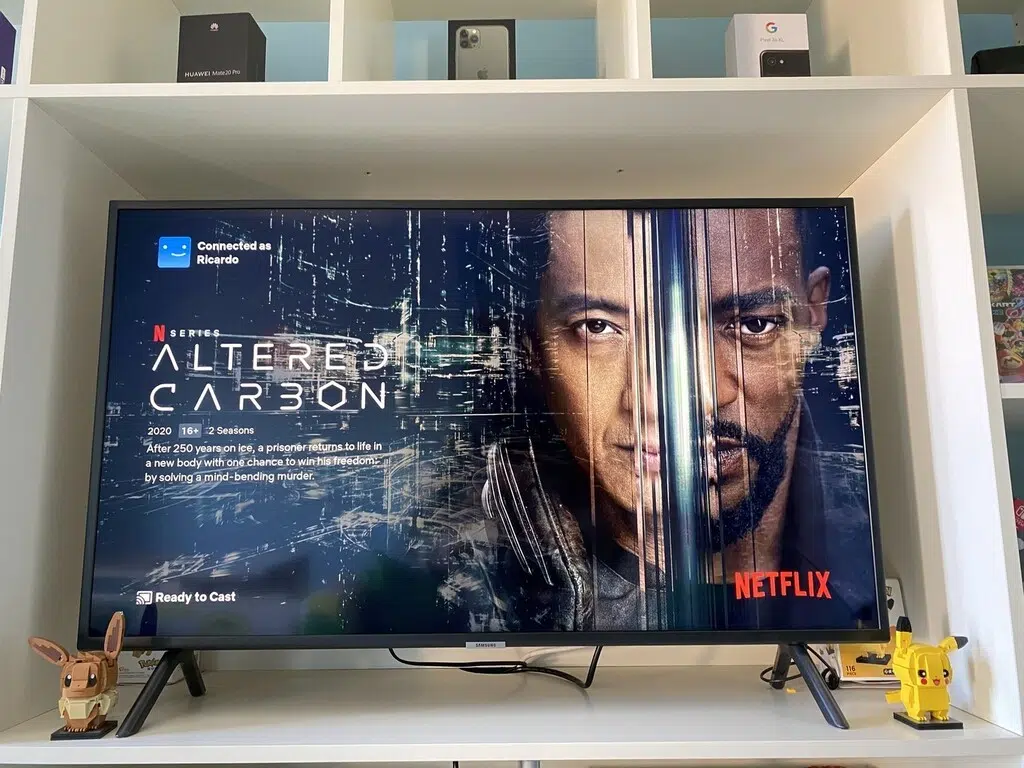 HUAWEI
HUAWEI Mate20 Pro
G
Connected as
Ricardo
N SERIES
ALTERED
CARBON
2020 16+ 2 Seasons
After 250 years on ice, a prisoner returns to life in
a new body with one chance to win his freedom:
by solving a mind-bending murder.
Ready to Cast
NETFLIX
SAMSUNG
116